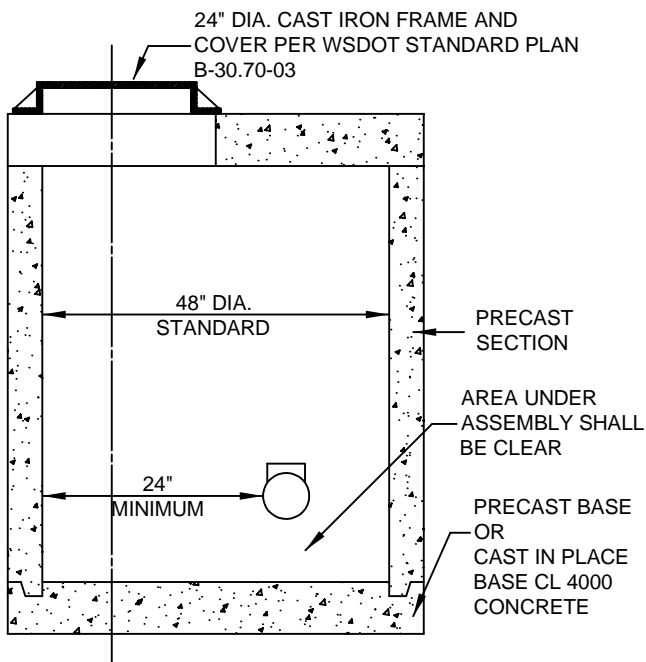 24" DIA. CAST IRON FRAME AND
COVER PER WSDOT STANDARD PLAN
B-30.70-03
48" DIA.
STANDARD
PRECAST
SECTION
AREA UNDER
ASSEMBLY SHALL
BE CLEAR
24"
MINIMUM
PRECAST BASE
OR
CAST IN PLACE
BASE CL 4000
CONCRETE